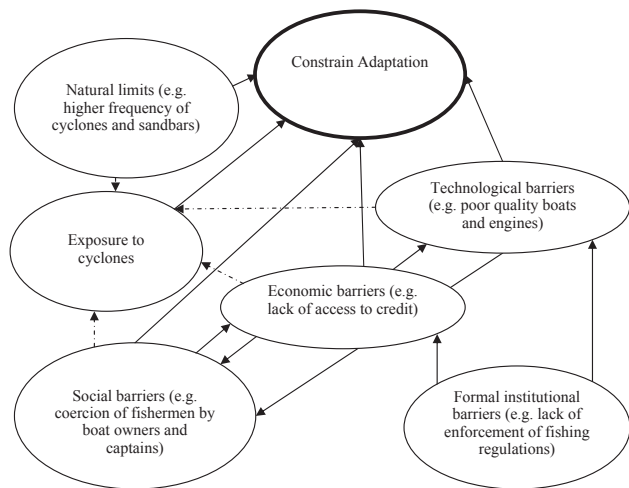 Constrain Adaptation
Natural limits (e.g.
higher frequency of
cyclones and sandbars)
Technological barriers
(e.g. poor quality boats
and engines)
Exposure to
cyclones
Economic barriers (e.g.
lack of access to credit)
Social barriers (e.g.
coercion of fishermen by
boat owners and
captains)
Formal institutional
barriers (e.g. lack of
enforcement of fishing
regulations)